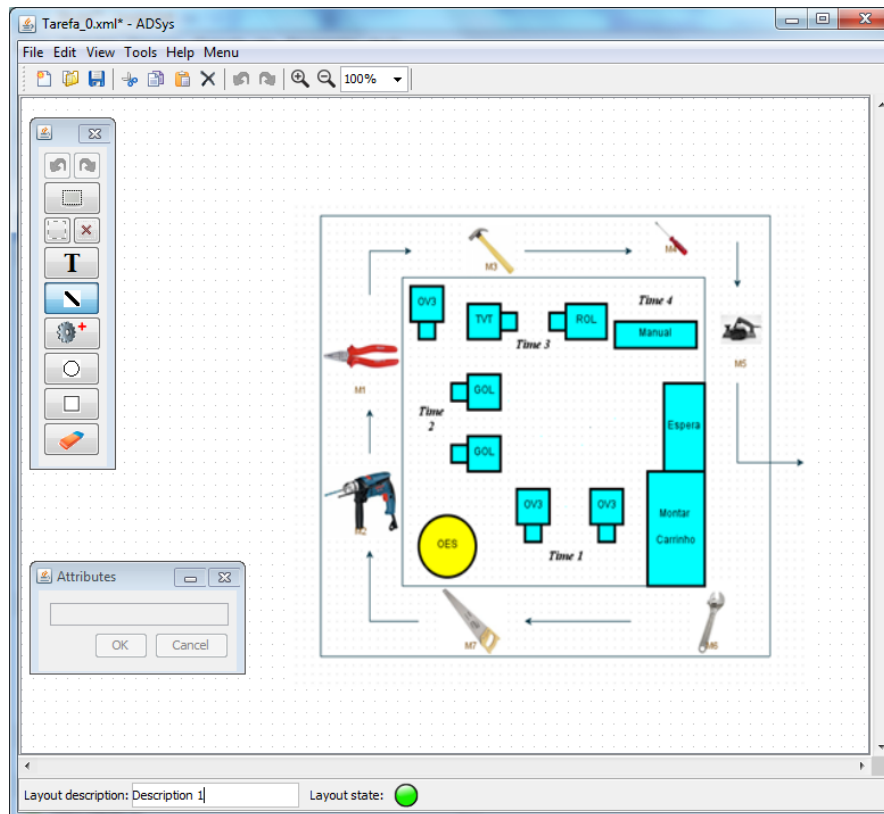 Tarefa_0.xml* - ADSys
File Edit View Tools Help Menu
100%
T
M3
M4
OV3
TVT
ROL
Time 4
Manual
Time 3
M1
M5
GOL
Time
2
Espera
GOL
M2
OV3
OV3
Montar
Carrinho
OES
Time 1
M7
M6
Attributes
OK Cancel
Layout description: Description 1 Layout state: